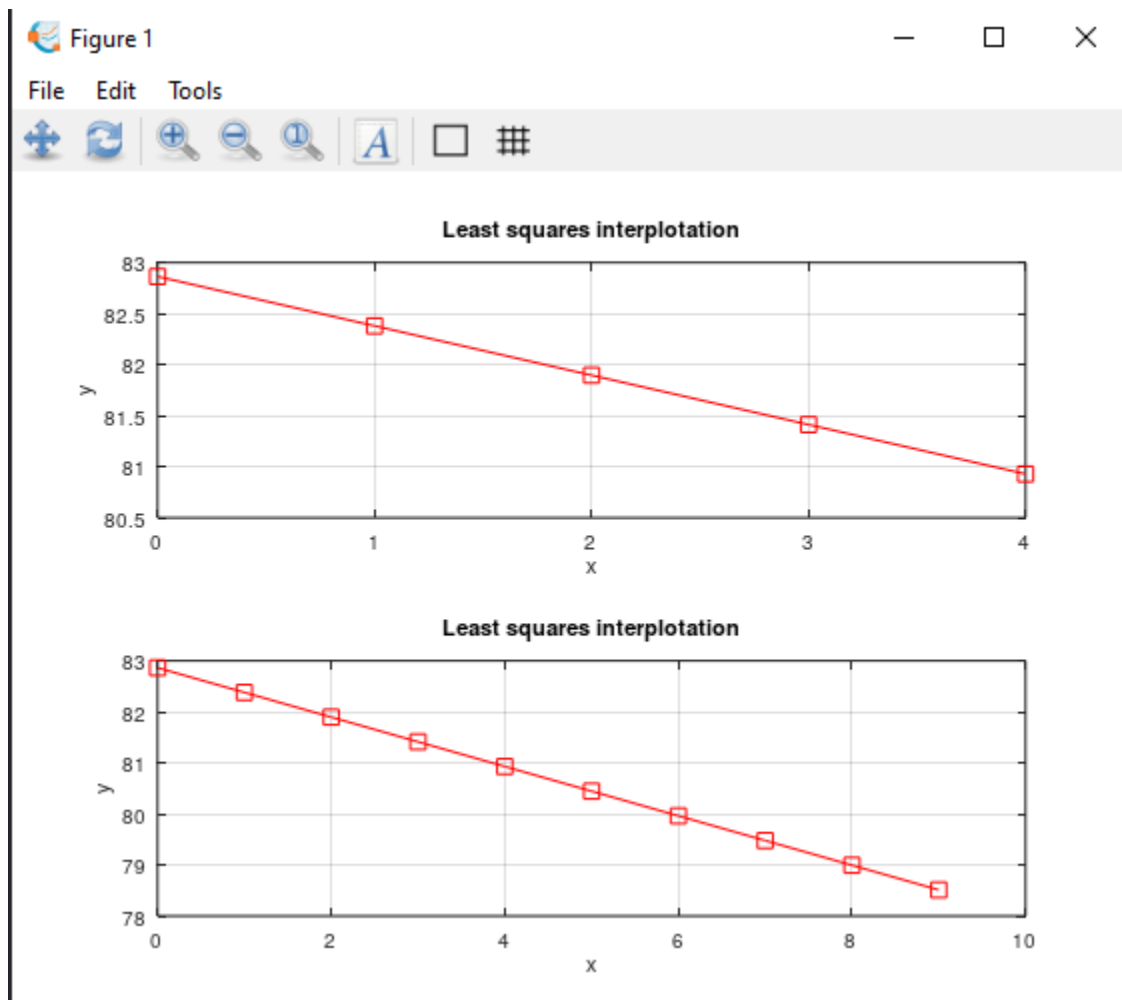 Figure 1
File Edit Tools
1 A
Least squares interplotation
83
82.5
82
81.5
81
80.5
y
0 1 2 3 4
x
Least squares interplotation
83
82
81
80
79
78
y
0 2 4 6 8 10
x